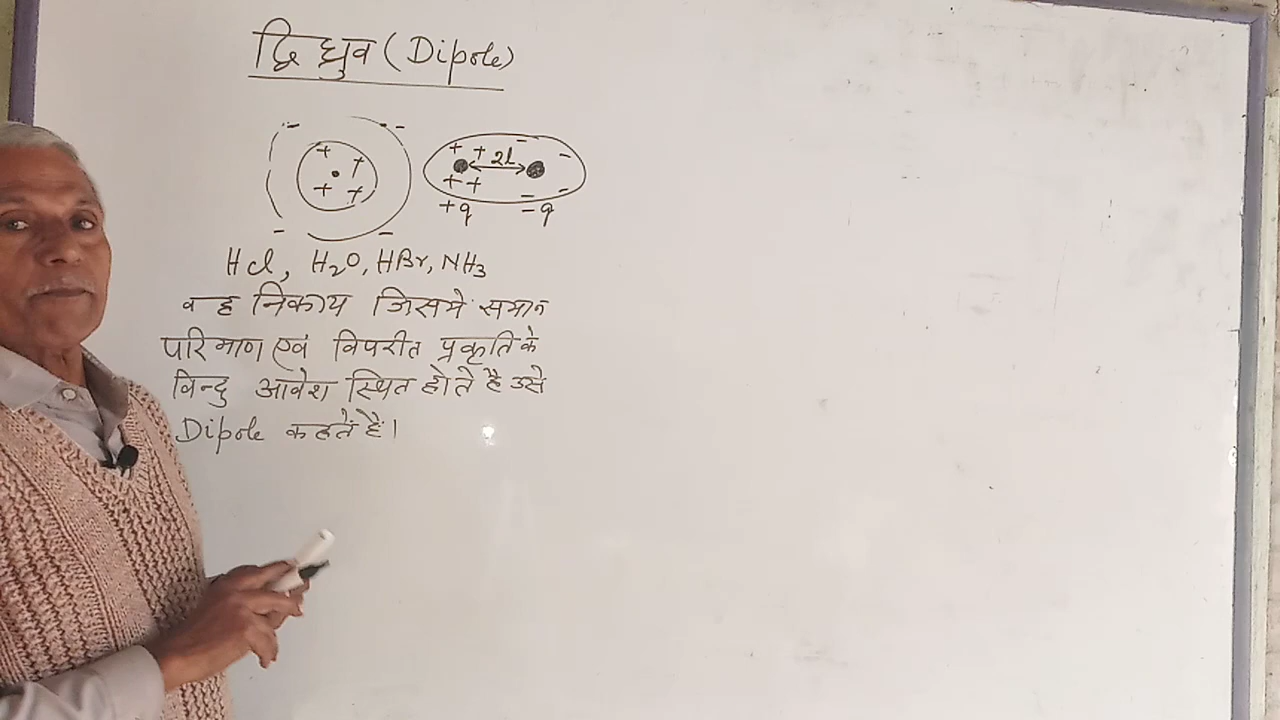 द्विध्रुव (Dipole)
- - -
+ + + + - -
+ + 2l
+ + + + - -
- - +q -q
HCl, H₂O, HBr, NH₃
वह निकाय जिसमे समान
परिमाण एवं विपरीत प्रकृति के
विन्दु आवेश स्थित होते है उसे
Dipole कहतें हैं।